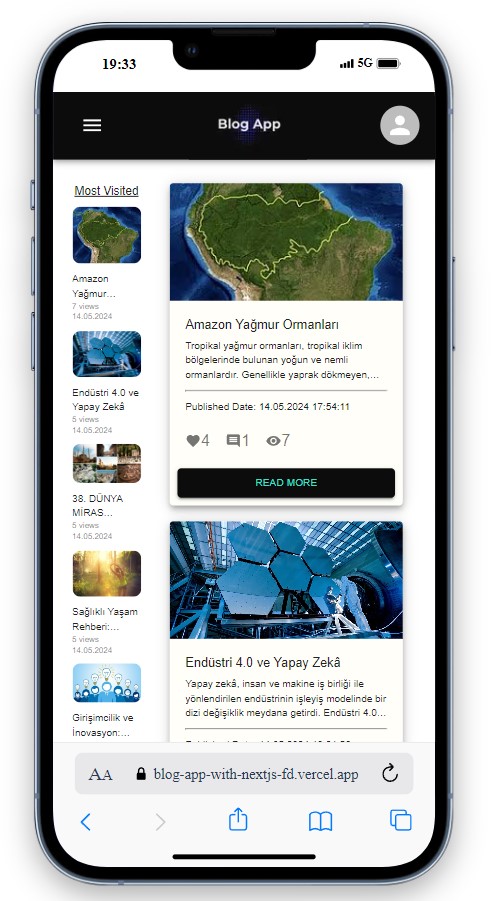 19:33
5G
Blog App
Most Visited
Amazon
Yağmur...
7 views
14.05.2024
Endüstri 4.0 ve
Yapay Zekâ
5 views
14.05.2024
38. DÜNYA
MİRAS...
5 views
14.05.2024
Sağlıklı Yaşam
Rehberi:...
5 views
14.05.2024
Girişimcilik ve
İnovasyon:...
Amazon Yağmur Ormanları
Tropikal yağmur ormanları, tropikal iklim
bölgelerinde bulunan yoğun ve nemli
ormanlardır. Genellikle yaprak dökmeyen,...
Published Date: 14.05.2024 17:54:11
4 1 7
READ MORE
Endüstri 4.0 ve Yapay Zekâ
Yapay zekâ, insan ve makine iş birliği ile
yönlendirilen endüstrinin işleyiş modelinde bir
dizi değişiklik meydana getirdi. Endüstri 4.0...
AA blog-app-with-nextjs-fd.vercel.app